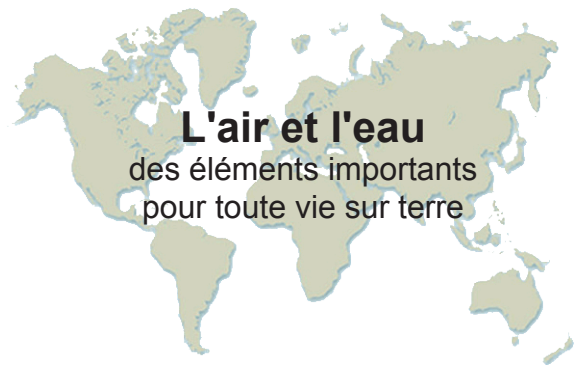 L'air et l'eau
des éléments importants
pour toute vie sur terre